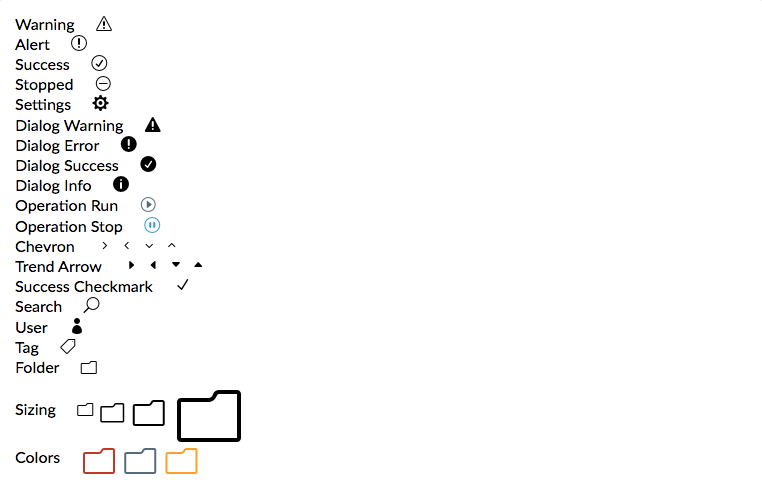 Warning
Alert
Success
Stopped
Settings
Dialog Warning
Dialog Error
Dialog Success
Dialog Info
Operation Run
Operation Stop
Chevron
Trend Arrow
Success Checkmark
Search
User
Tag
Folder
Sizing
Colors